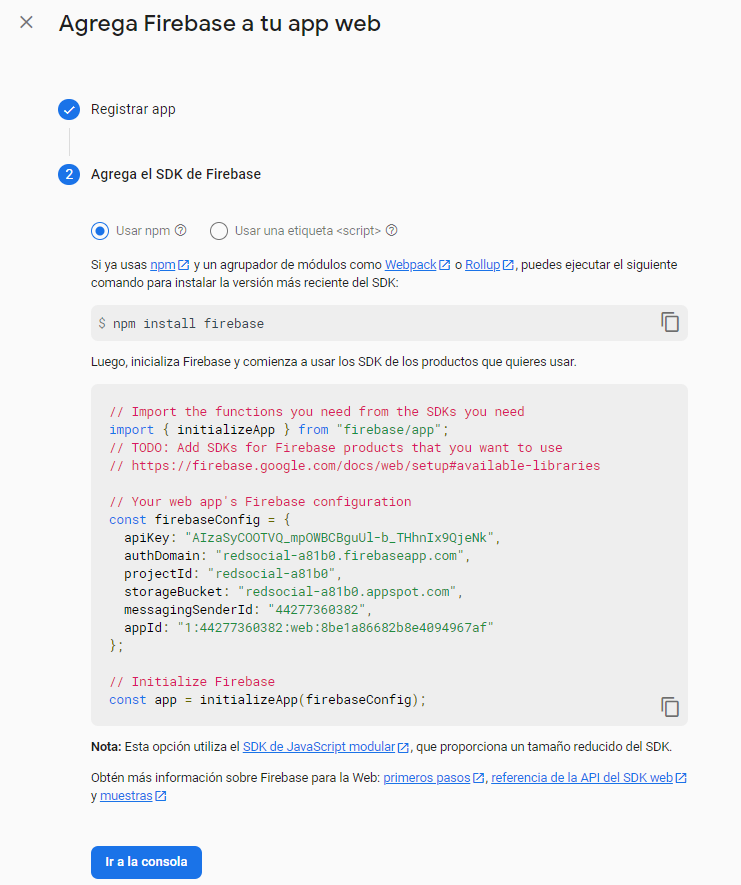 Agrega Firebase a tu app web
Registrar app
2 Agrega el SDK de Firebase
Usar npm Usar una etiqueta <script>
Si ya usas npm y un agrupador de módulos como Webpack o Rollup, puedes ejecutar el siguiente
comando para instalar la versión más reciente del SDK:
$ npm install firebase
Luego, inicializa Firebase y comienza a usar los SDK de los productos que quieres usar.
// Import the functions you need from the SDKs you need
import { initializeApp } from "firebase/app";
// TODO: Add SDKs for Firebase products that you want to use
// https://firebase.google.com/docs/web/setup#available-libraries
// Your web app's Firebase configuration
const firebaseConfig = {
apiKey: "AIzaSyCOOTVQ_mpOWBCBguUl-b_THhnIx9QjeNk",
authDomain: "redsocial-a81b0.firebaseapp.com",
projectId: "redsocial-a81b0",
storageBucket: "redsocial-a81b0.appspot.com",
messagingSenderId: "44277360382",
appId: "1:44277360382:web:8be1a86682b8e4094967af"
};
// Initialize Firebase
const app = initializeApp(firebaseConfig);
Nota: Esta opción utiliza el SDK de JavaScript modular, que proporciona un tamaño reducido del SDK.
Obtén más información sobre Firebase para la Web: primeros pasos, referencia de la API del SDK web
y muestras
Ir a la consola